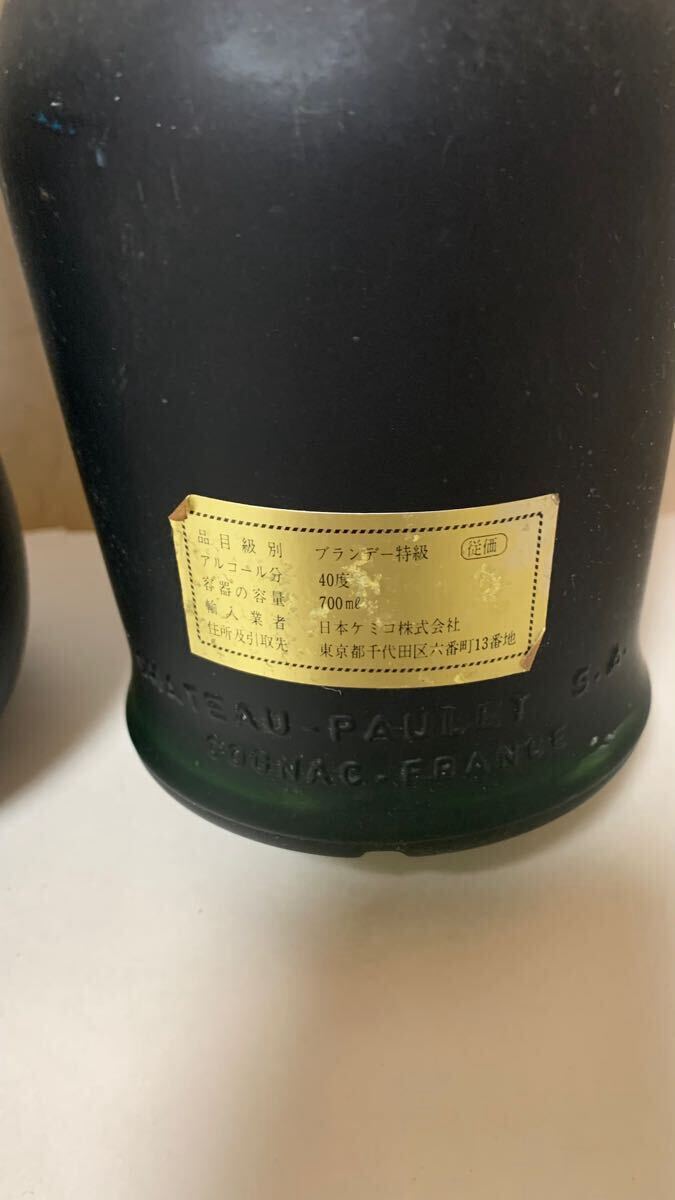 品目級別 ブランデー特級 従価
アルコール分 40度
容器の容量 700mℓ
輸入業者 日本ケミコ株式会社
住所及引取先 東京都千代田区六番町13番地
CHATEAU-PAULET S.A.
COGNAC-FRANCE